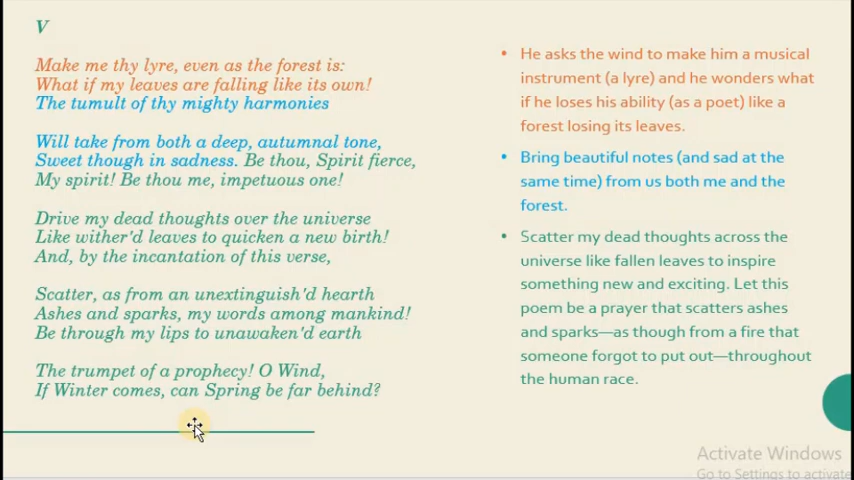 V
Make me thy lyre, even as the forest is:
What if my leaves are falling like its own!
The tumult of thy mighty harmonies
Will take from both a deep, autumnal tone,
Sweet though in sadness. Be thou, Spirit fierce,
My spirit! Be thou me, impetuous one!
Drive my dead thoughts over the universe
Like wither'd leaves to quicken a new birth!
And, by the incantation of this verse,
Scatter, as from an unextinguish'd hearth
Ashes and sparks, my words among mankind!
Be through my lips to unawaken'd earth
The trumpet of a prophecy! O Wind,
If Winter comes, can Spring be far behind?
• He asks the wind to make him a musical
instrument (a lyre) and he wonders what
if he loses his ability (as a poet) like a
forest losing its leaves.
• Bring beautiful notes (and sad at the
same time) from us both me and the
forest.
• Scatter my dead thoughts across the
universe like fallen leaves to inspire
something new and exciting. Let this
poem be a prayer that scatters ashes
and sparks—as though from a fire that
someone forgot to put out—throughout
the human race.
Activate Windows
Go to Settings to activate